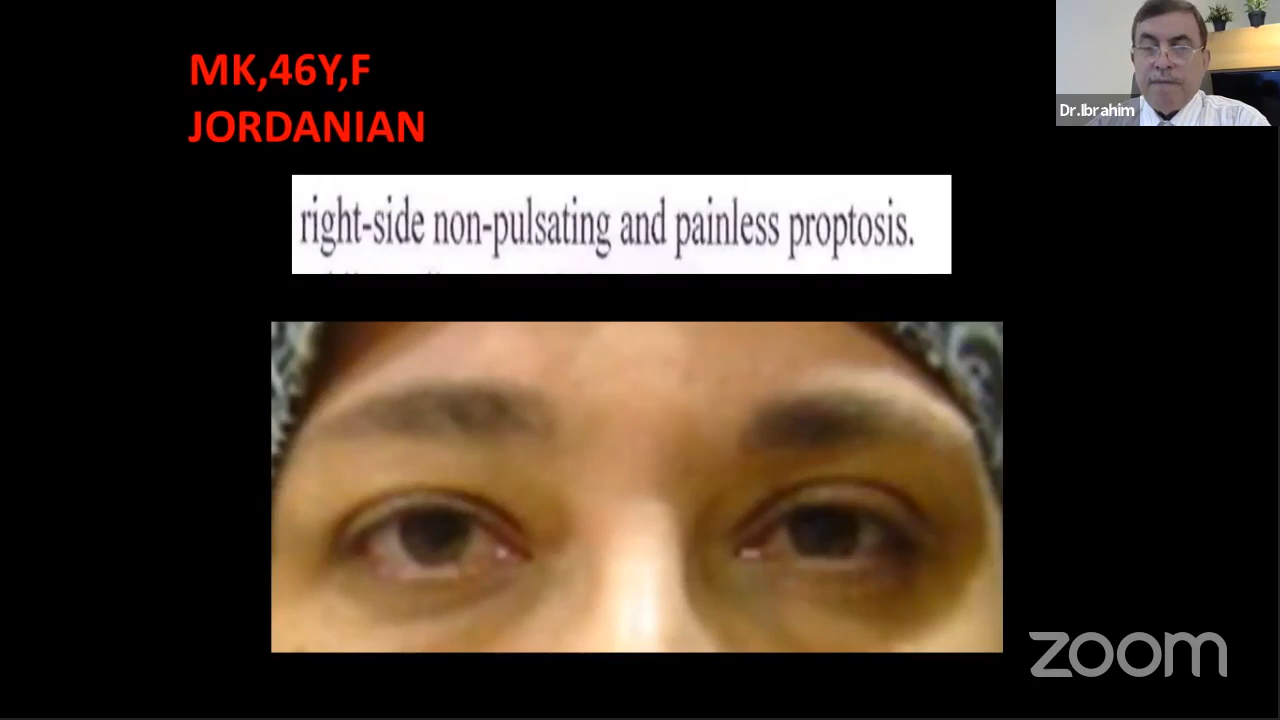 MK,46Y,F
JORDANIAN
right-side non-pulsating and painless proptosis.
Dr.Ibrahim
zoom